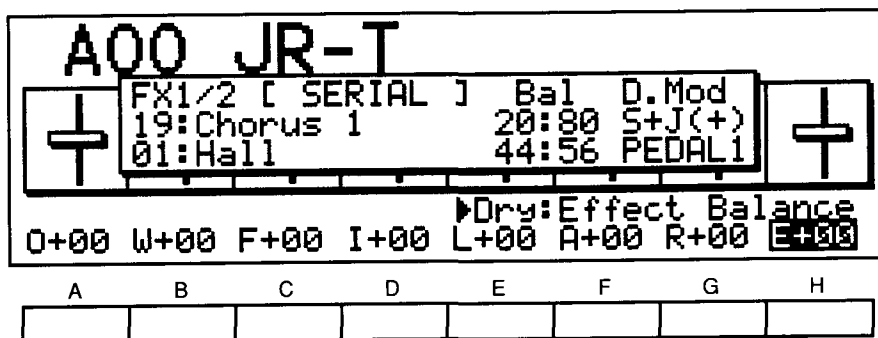 A00 JR-T
FX1/2 [ SERIAL ] Bal D.Mod
19:Chorus 1 20:80 S+J(+)
01:Hall 44:56 PEDAL1
▶Dry:Effect Balance
O+00 W+00 F+00 I+00 L+00 A+00 R+00 E+00
A B C D E F G H